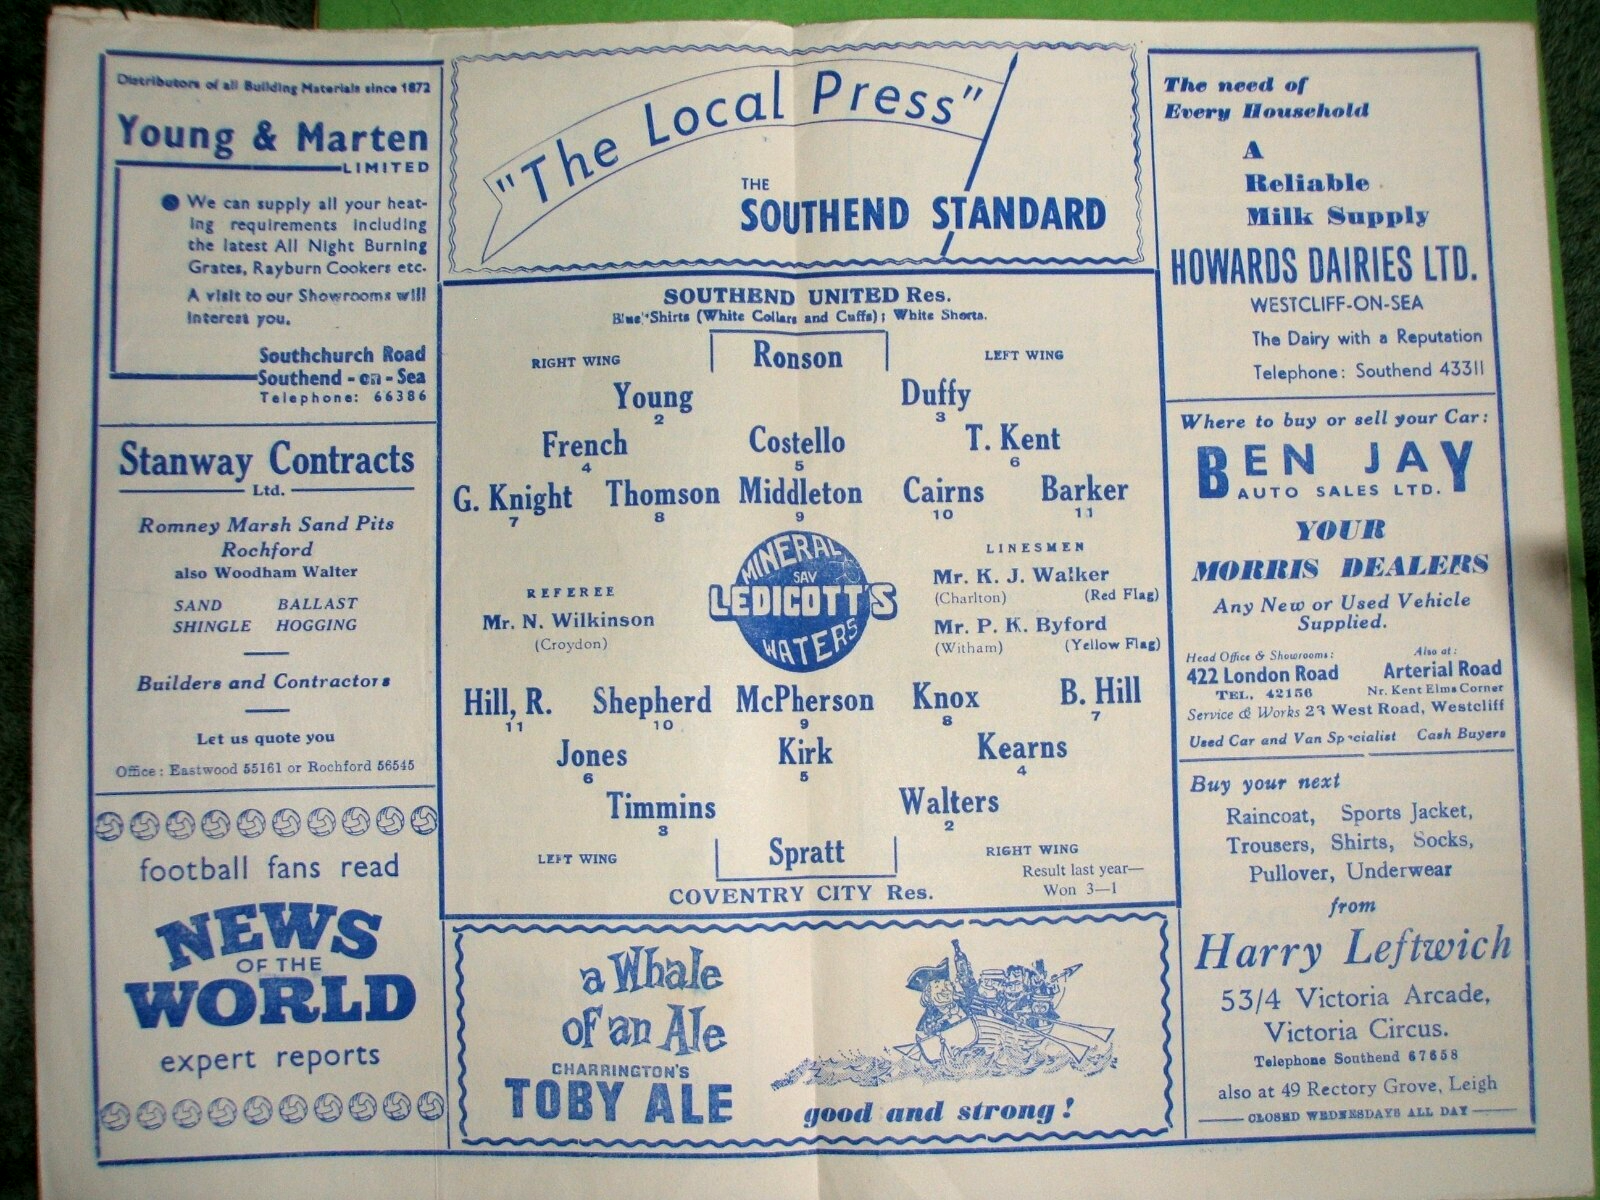 Distributors of all Building Materials since 1872
Young & Marten
LIMITED
We can supply all your heat-
ing requirements including
the latest All Night Burning
Grates, Rayburn Cookers etc.
A visit to our Showrooms will
interest you.
Southchurch Road
Southend - on - Sea
Telephone: 66386
Stanway Contracts
Ltd.
Romney Marsh Sand Pits
Rochford
also Woodham Walter
SAND BALLAST
SHINGLE HOGGING
Builders and Contractors
Let us quote you
Office: Eastwood 55161 or Rochford 56545
football fans read
NEWS
OF THE
WORLD
expert reports
"The Local Press"
THE
SOUTHEND STANDARD
SOUTHEND UNITED Res.
Blue Shirts (White Collars and Cuffs); White Shorts.
RIGHT WING Ronson LEFT WING
Young Duffy
2 3
French Costello T. Kent
4 5 6
G. Knight Thomson Middleton Cairns Barker
7 8 9 10 11
REFEREE
Mr. N. Wilkinson
(Croydon)
MINERAL
SAY
LEDICOTT'S
WATERS
LINESMEN
Mr. K. J. Walker
(Charlton) (Red Flag)
Mr. P. K. Byford
(Witham) (Yellow Flag)
Hill, R. Shepherd McPherson Knox B. Hill
11 10 9 8 7
Jones Kirk Kearns
6 5 4
Timmins Walters
3 2
LEFT WING Spratt RIGHT WING
Result last year—
Won 3—1
COVENTRY CITY Res.
a Whale
of an Ale
CHARRINGTON'S
TOBY ALE
good and strong!
The need of
Every Household
A
Reliable
Milk Supply
HOWARDS DAIRIES LTD.
WESTCLIFF-ON-SEA
The Dairy with a Reputation
Telephone: Southend 43311
Where to buy or sell your Car:
BEN JAY
AUTO SALES LTD.
YOUR
MORRIS DEALERS
Any New or Used Vehicle
Supplied.
Head Office & Showrooms:
422 London Road
TEL. 42156
Also at:
Arterial Road
Nr. Kent Elms Corner
Service & Works 23 West Road, Westcliff
Used Car and Van Specialist Cash Buyers
Buy your next
Raincoat, Sports Jacket,
Trousers, Shirts, Socks,
Pullover, Underwear
from
Harry Leftwich
53/4 Victoria Arcade,
Victoria Circus.
Telephone Southend 67658
also at 49 Rectory Grove, Leigh
CLOSED WEDNESDAYS ALL DAY